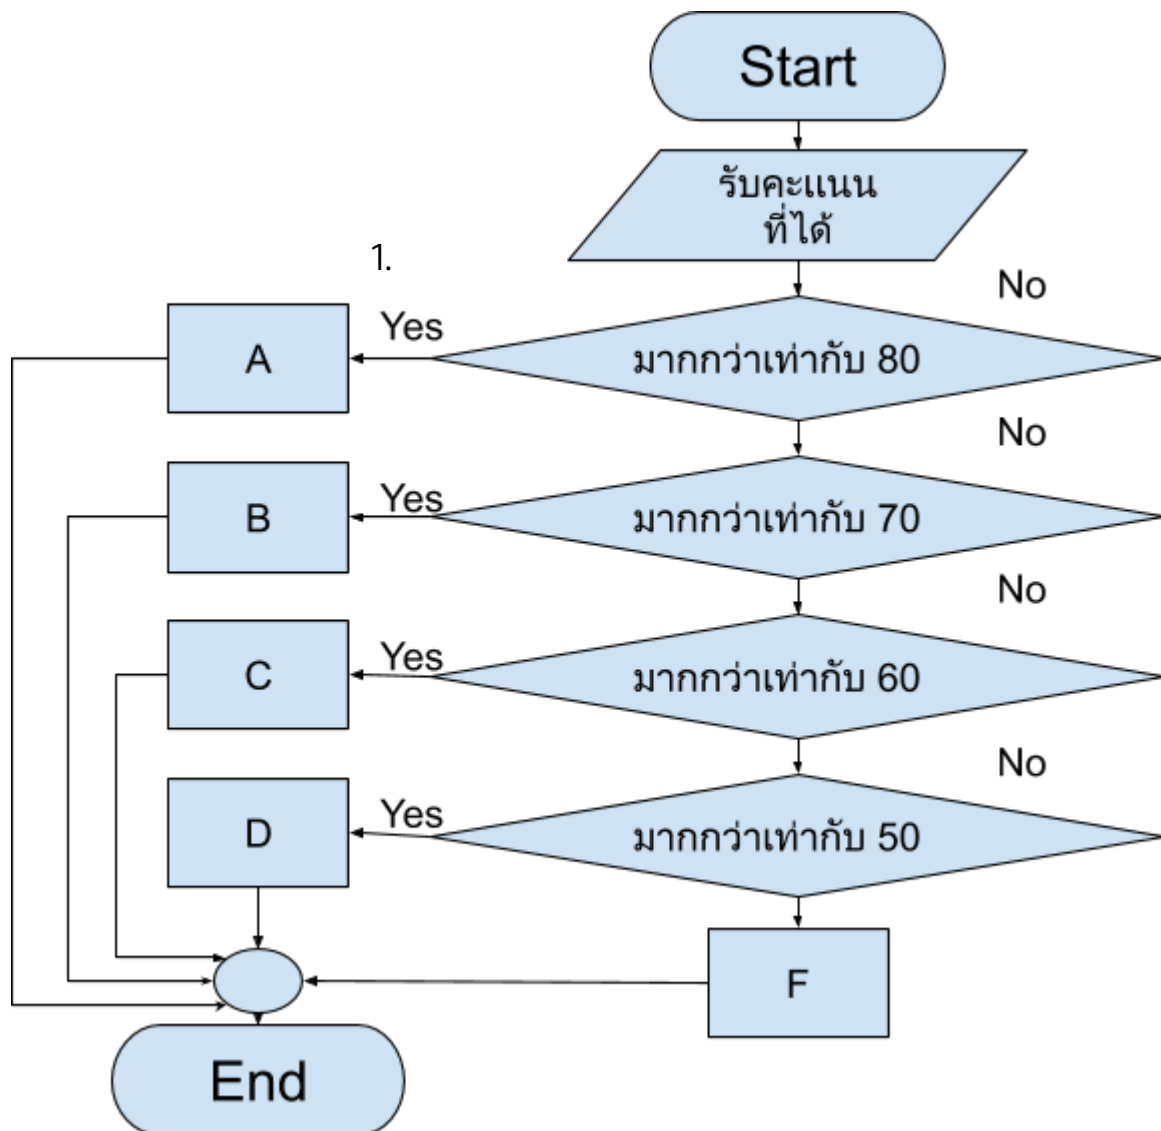 Start
รับคะแนน
ที่ได้
1.
No
Yes
A
มากกว่าเท่ากับ 80
No
Yes
B
มากกว่าเท่ากับ 70
No
Yes
C
มากกว่าเท่ากับ 60
No
Yes
D
มากกว่าเท่ากับ 50
F
End